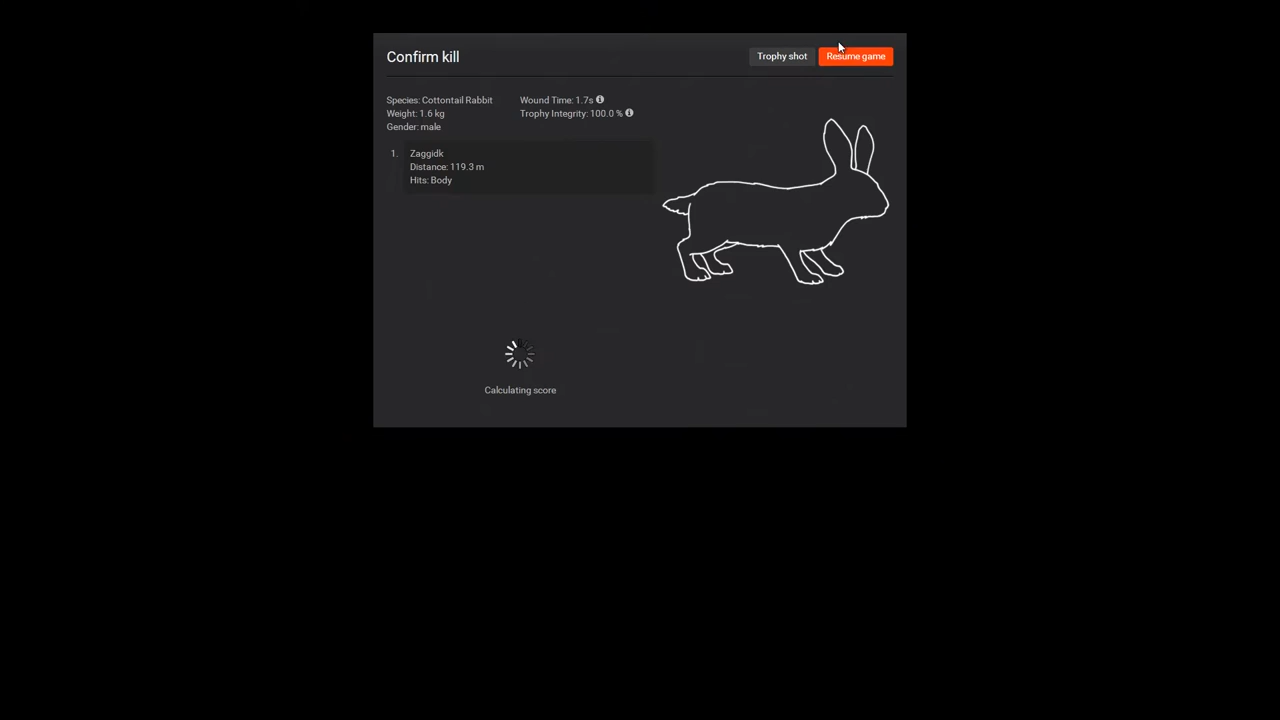 Confirm kill
Trophy shot
Resume game
Species: Cottontail Rabbit
Weight: 1.6 kg
Gender: male
Wound Time: 1.7s
Trophy Integrity: 100.0 %
1.
Zaggidk
Distance: 119.3 m
Hits: Body
Calculating score